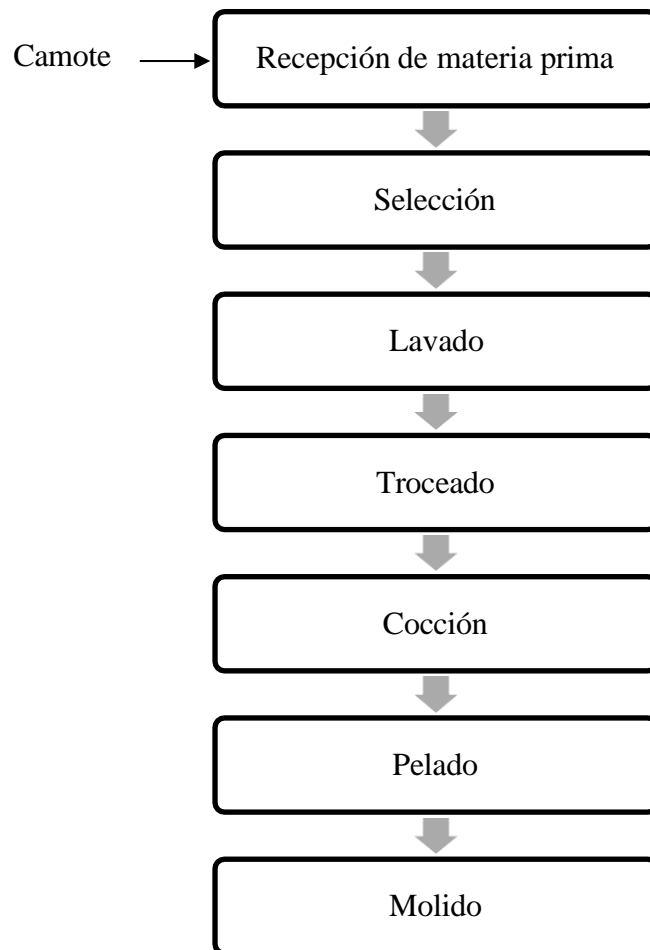 Camote
Recepción de materia prima
Selección
Lavado
Troceado
Cocción
Pelado
Molido